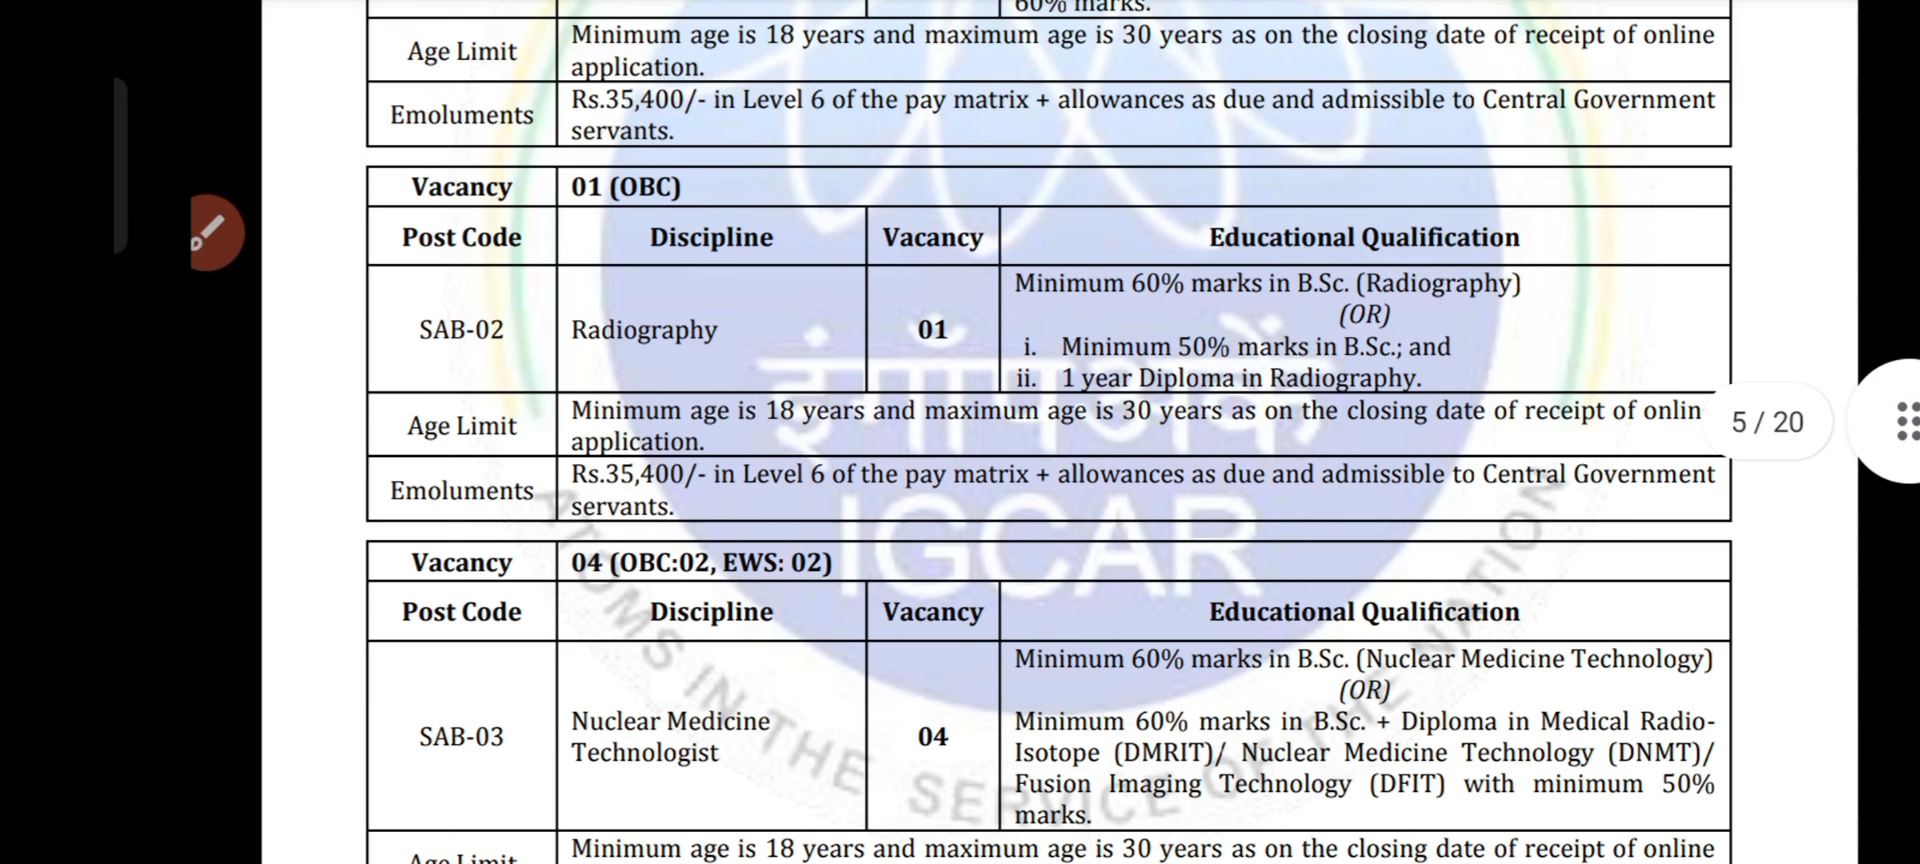 60% marks.
Age Limit
Minimum age is 18 years and maximum age is 30 years as on the closing date of receipt of online
application.
Emoluments
Rs.35,400/- in Level 6 of the pay matrix + allowances as due and admissible to Central Government
servants.
Vacancy
01 (OBC)
Post Code
Discipline
Vacancy
Educational Qualification
SAB-02
Radiography
01
Minimum 60% marks in B.Sc. (Radiography)
(OR)
i. Minimum 50% marks in B.Sc.; and
ii. 1 year Diploma in Radiography.
Age Limit
Minimum age is 18 years and maximum age is 30 years as on the closing date of receipt of onlin
application.
5 / 20
Emoluments
Rs.35,400/- in Level 6 of the pay matrix + allowances as due and admissible to Central Government
servants.
Vacancy
04 (OBC:02, EWS: 02)
Post Code
Discipline
Vacancy
Educational Qualification
SAB-03
Nuclear Medicine
Technologist
04
Minimum 60% marks in B.Sc. (Nuclear Medicine Technology)
(OR)
Minimum 60% marks in B.Sc. + Diploma in Medical Radio-
Isotope (DMRIT)/ Nuclear Medicine Technology (DNMT)/
Fusion Imaging Technology (DFIT) with minimum 50%
marks.
Age Limit
Minimum age is 18 years and maximum age is 30 years as on the closing date of receipt of online
इंगाँपअकें
IGCAR
ATOMS IN THE SERVICE OF THE NATION